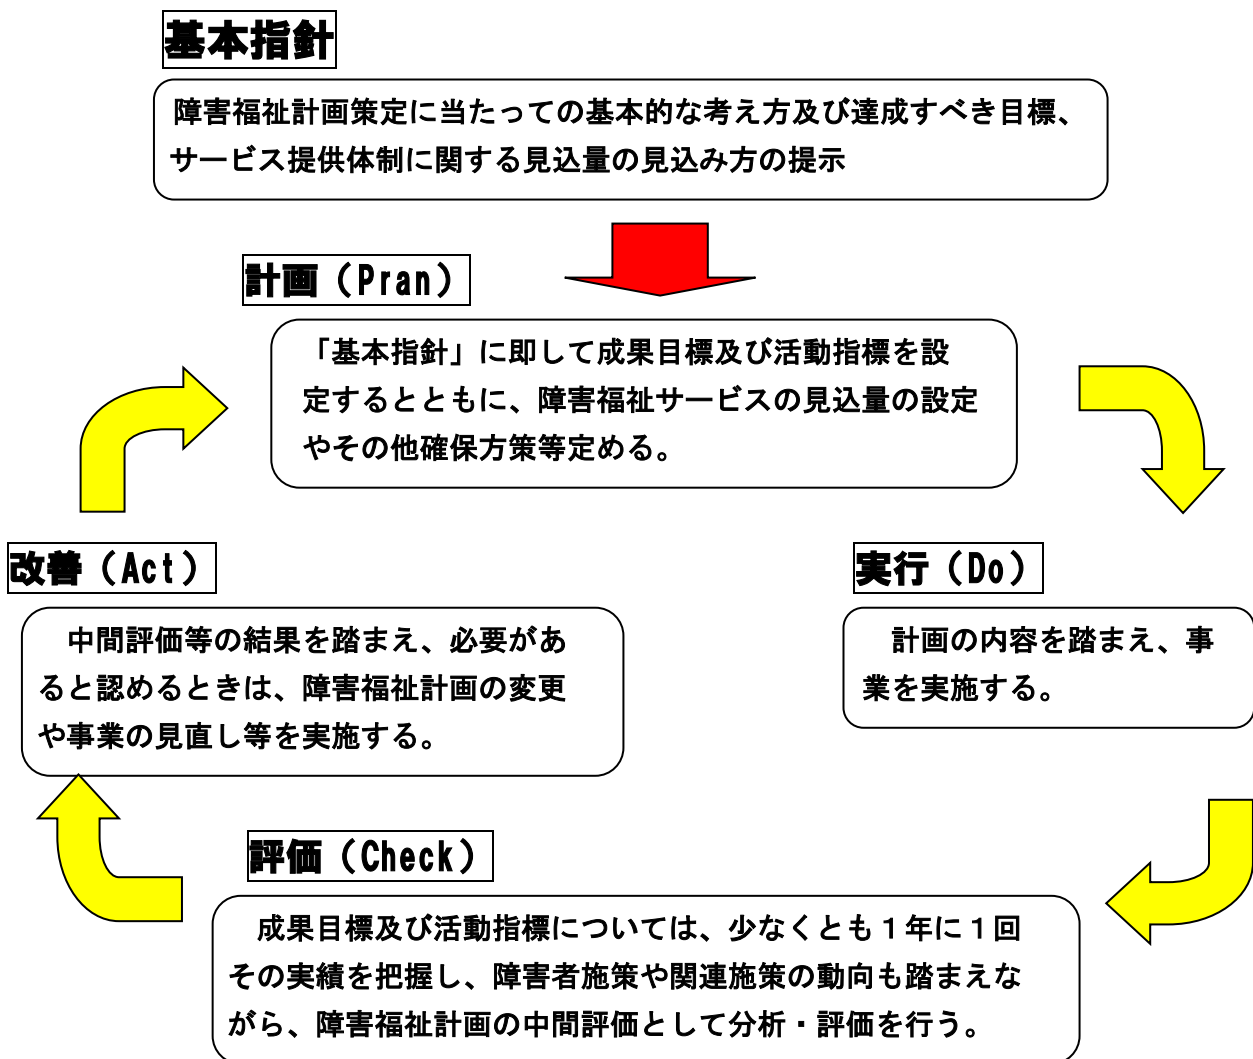 基本指針
障害福祉計画策定に当たっての基本的な考え方及び達成すべき目標、
サービス提供体制に関する見込量の見込み方の提示
計画（Pran）
「基本指針」に即して成果目標及び活動指標を設
定するとともに、障害福祉サービスの見込量の設定
やその他確保方策等定める。
改善（Act）
中間評価等の結果を踏まえ、必要があ
ると認めるときは、障害福祉計画の変更
や事業の見直し等を実施する。
実行（Do）
計画の内容を踏まえ、事
業を実施する。
評価（Check）
成果目標及び活動指標については、少なくとも１年に１回
その実績を把握し、障害者施策や関連施策の動向も踏まえな
がら、障害福祉計画の中間評価として分析・評価を行う。